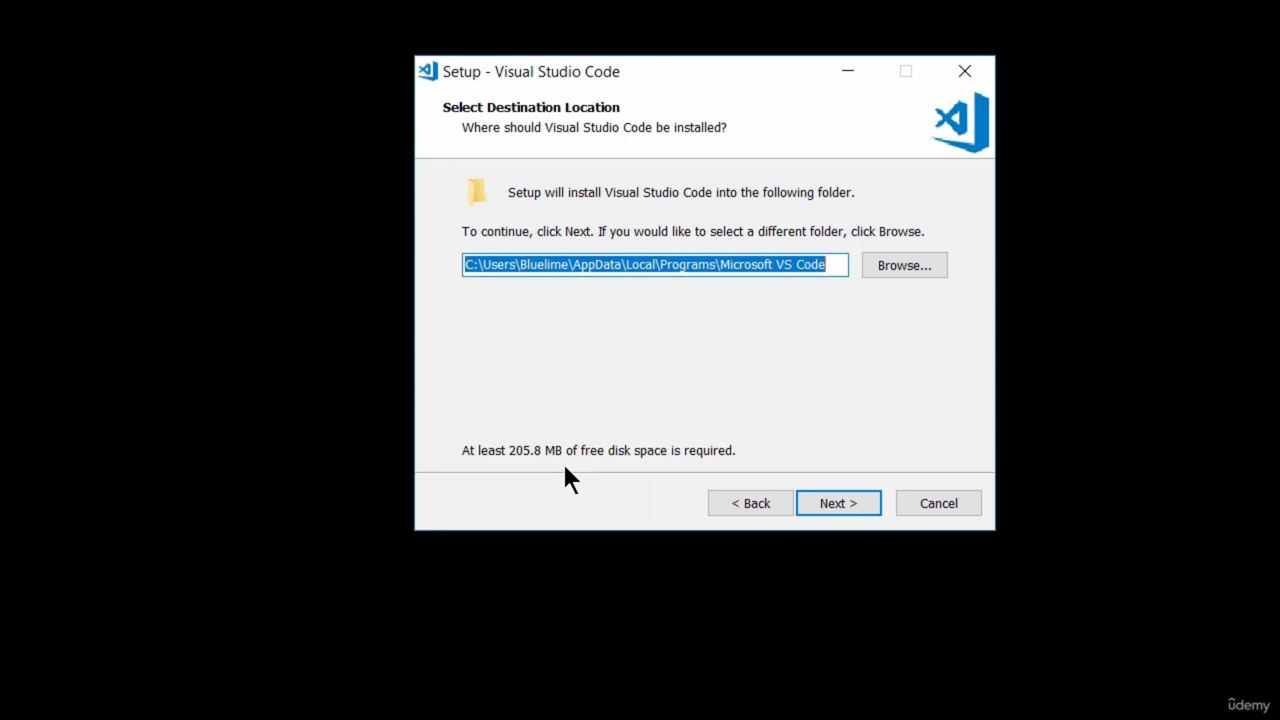 Setup - Visual Studio Code
Select Destination Location
Where should Visual Studio Code be installed?
Setup will install Visual Studio Code into the following folder.
To continue, click Next. If you would like to select a different folder, click Browse.
C:\Users\Bluelime\AppData\Local\Programs\Microsoft VS Code
Browse...
At least 205.8 MB of free disk space is required.
< Back
Next >
Cancel
ûdemy